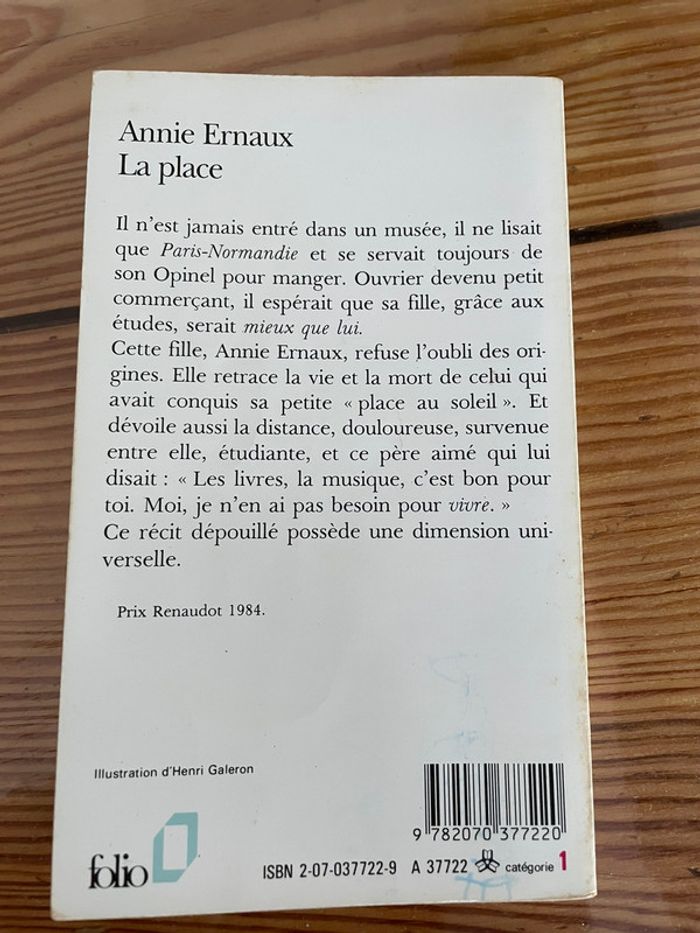 Annie Ernaux
La place
Il n'est jamais entré dans un musée, il ne lisait
que Paris-Normandie et se servait toujours de
son Opinel pour manger. Ouvrier devenu petit
commerçant, il espérait que sa fille, grâce aux
études, serait mieux que lui.
Cette fille, Annie Ernaux, refuse l'oubli des ori-
gines. Elle retrace la vie et la mort de celui qui
avait conquis sa petite « place au soleil ». Et
dévoile aussi la distance, douloureuse, survenue
entre elle, étudiante, et ce père aimé qui lui
disait : « Les livres, la musique, c'est bon pour
toi. Moi, je n'en ai pas besoin pour vivre. »
Ce récit dépouillé possède une dimension uni-
verselle.
Prix Renaudot 1984.
Illustration d'Henri Galeron
9 782070 377220
folio
ISBN 2-07-037722-9 A 37722 catégorie 1